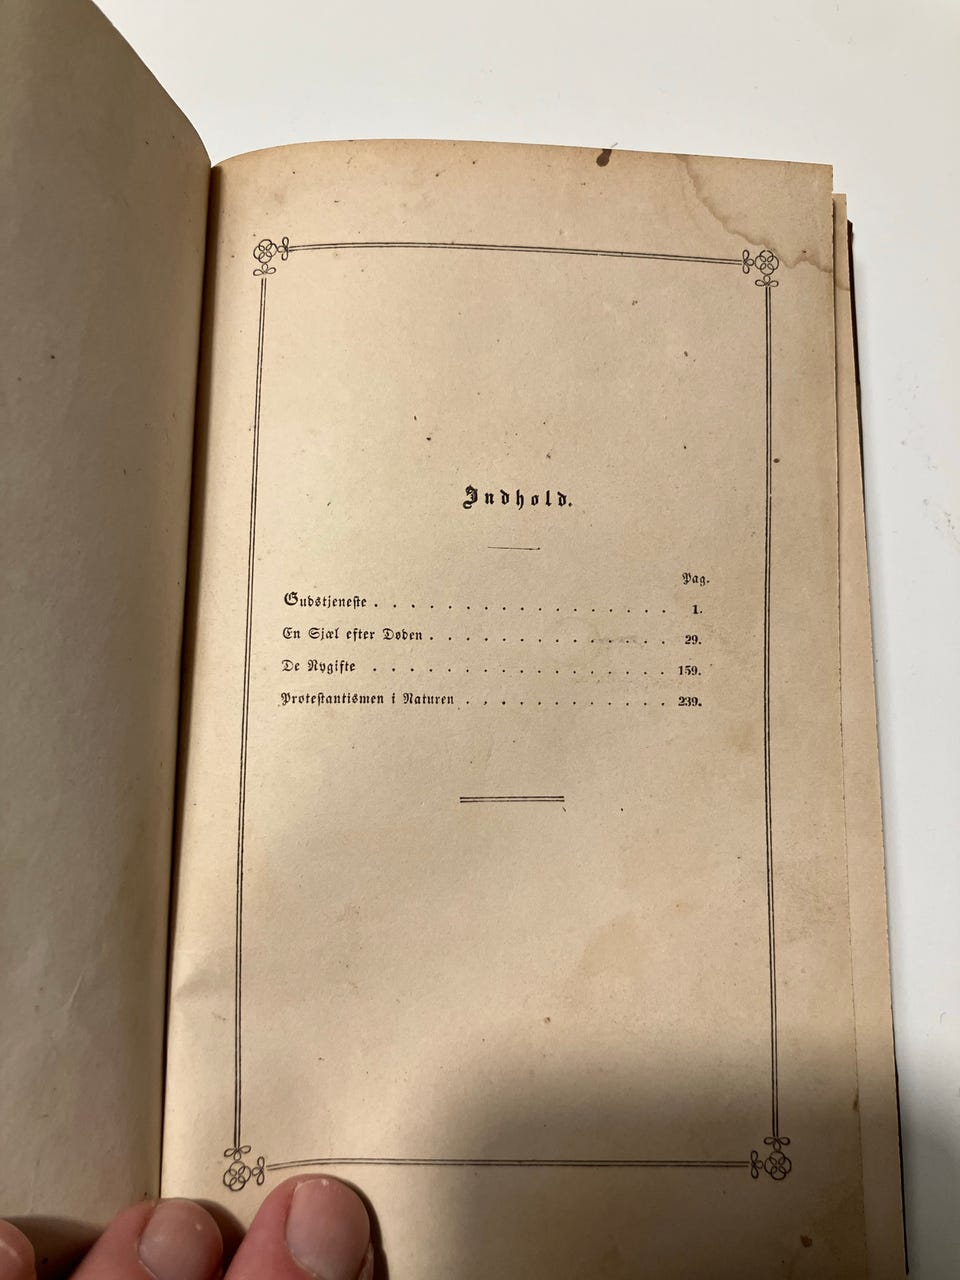 Indhold.
Pag.
Gudstjeneste . . . . . . . . . . . . . . . . . 1.
En Sjæl efter Døden . . . . . . . . . . . . . . 29.
De Nygifte . . . . . . . . . . . . . . . . . 159.
Protestantismen i Naturen . . . . . . . . . . . . 239.